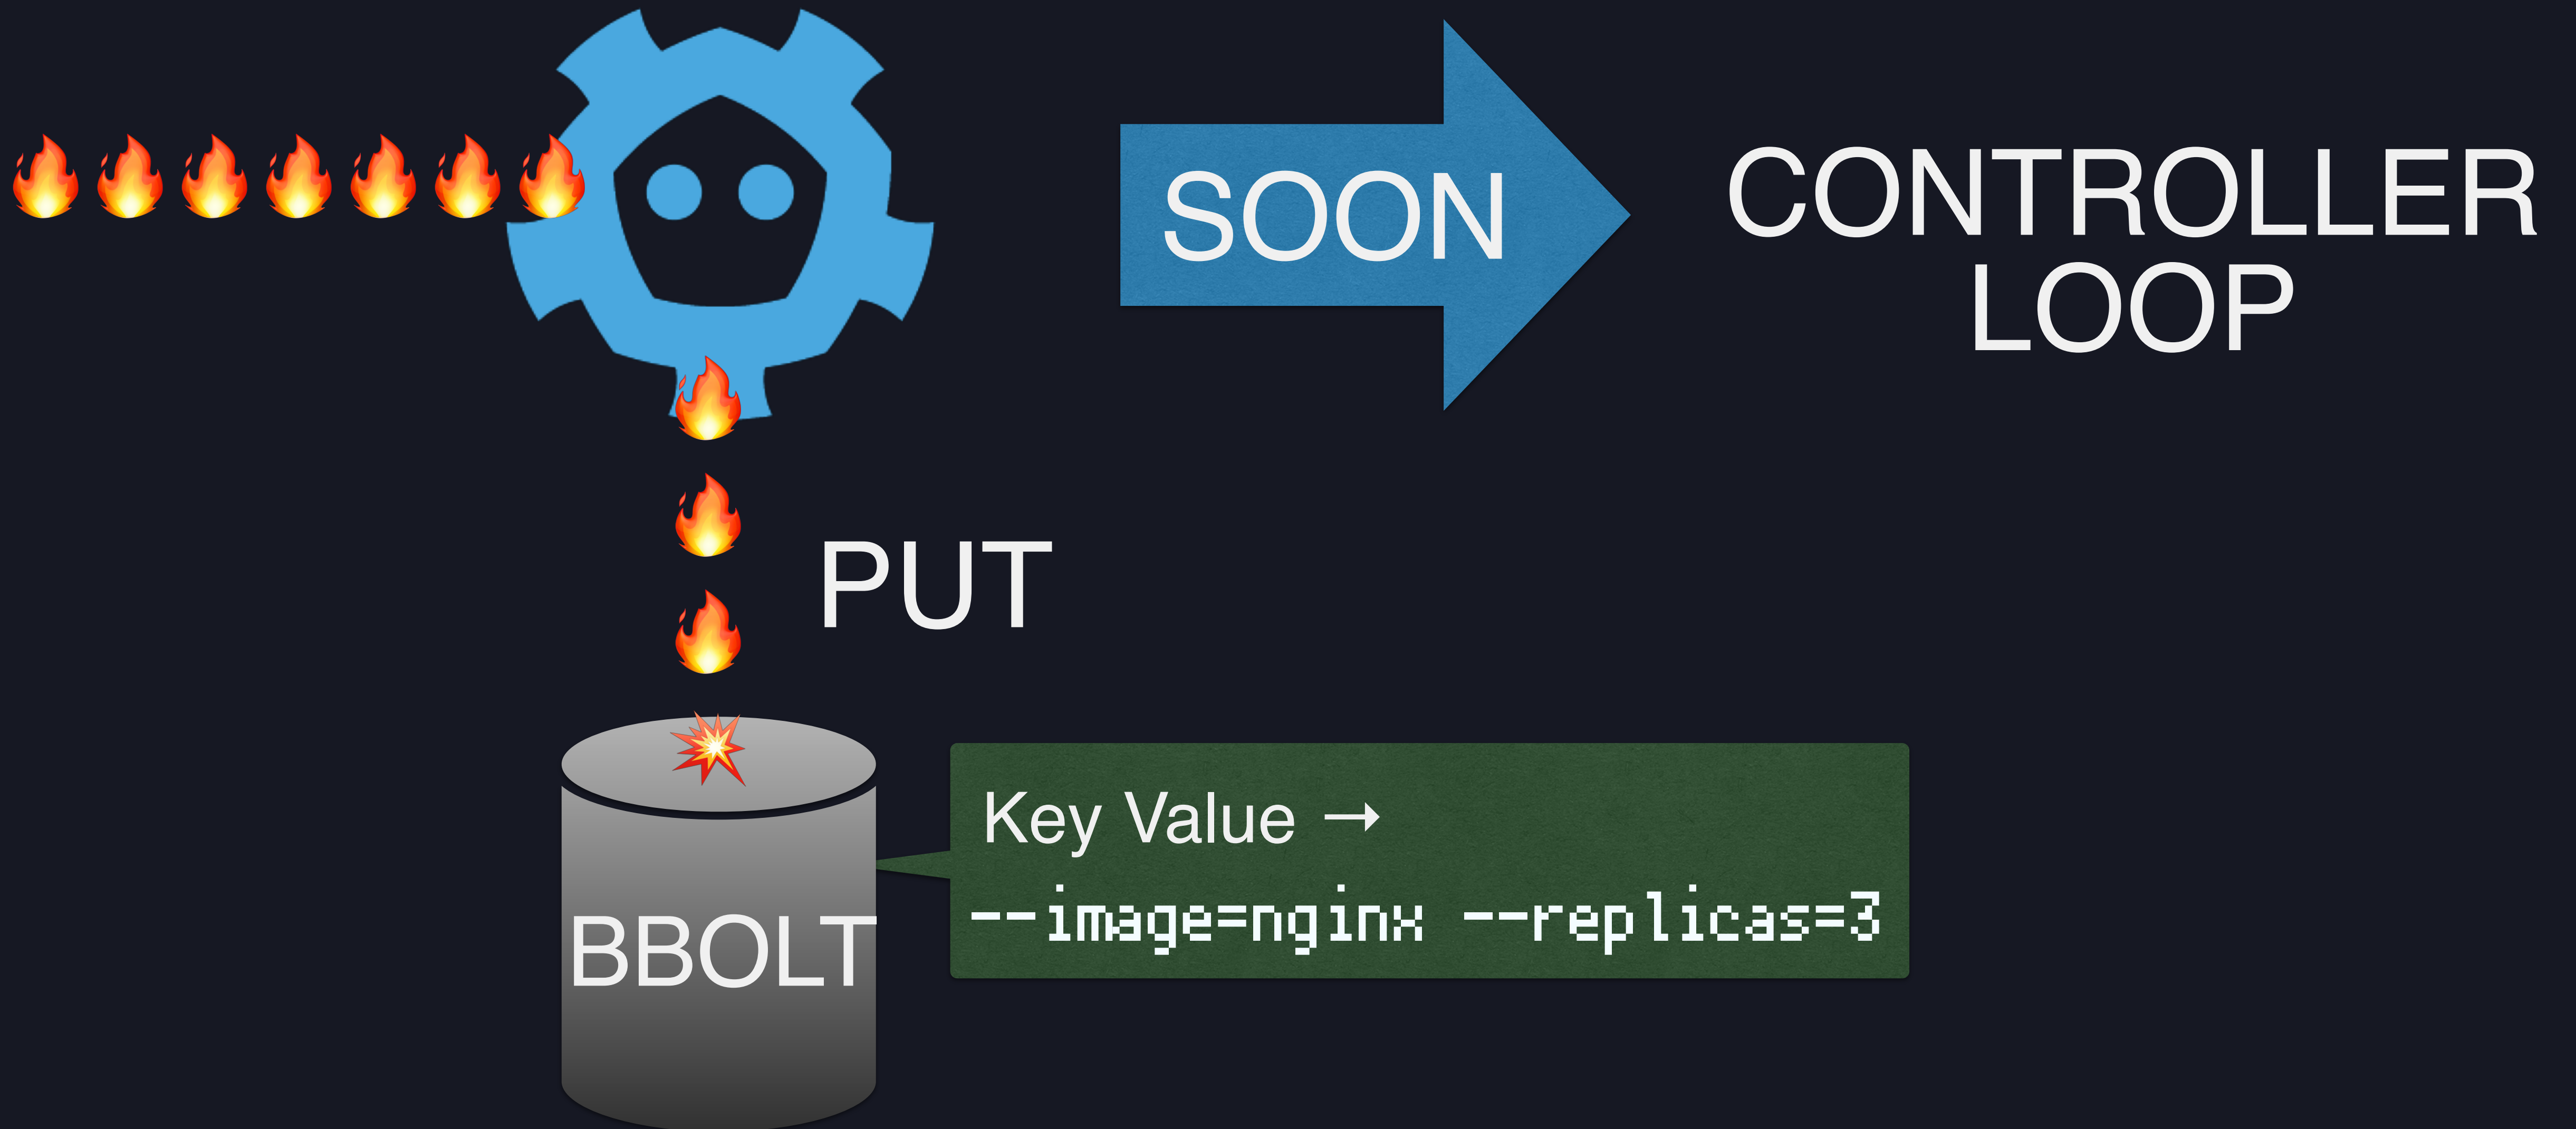 SOON
CONTROLLER
LOOP
PUT
BBOLT
Key Value →
--image=nginx --replicas=3